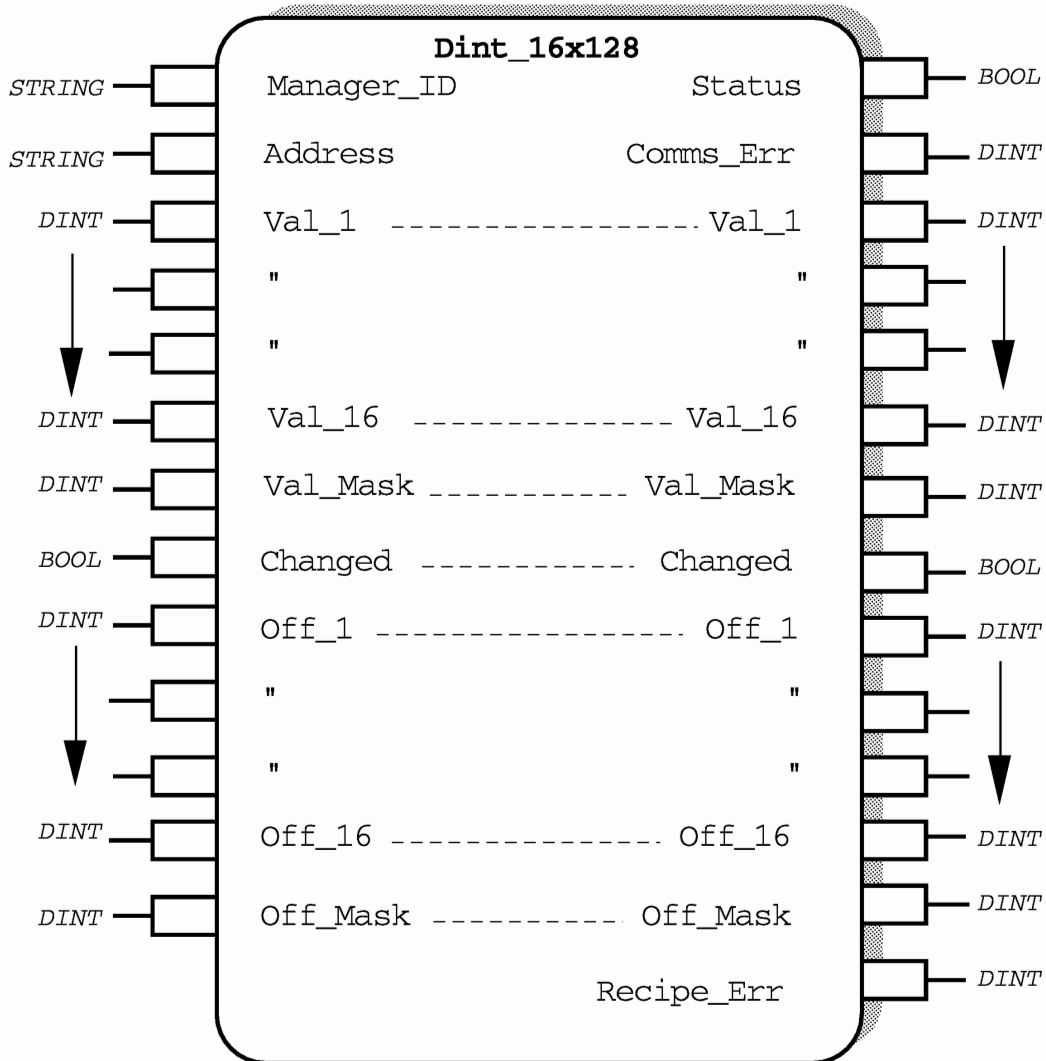 Dint_16x128
STRING Manager_ID Status BOOL
STRING Address Comms_Err DINT
DINT Val_1 Val_1 DINT
" "
" "
DINT Val_16 Val_16 DINT
DINT Val_Mask Val_Mask DINT
BOOL Changed Changed BOOL
DINT Off_1 Off_1 DINT
" "
" "
DINT Off_16 Off_16 DINT
DINT Off_Mask Off_Mask DINT
Recipe_Err DINT